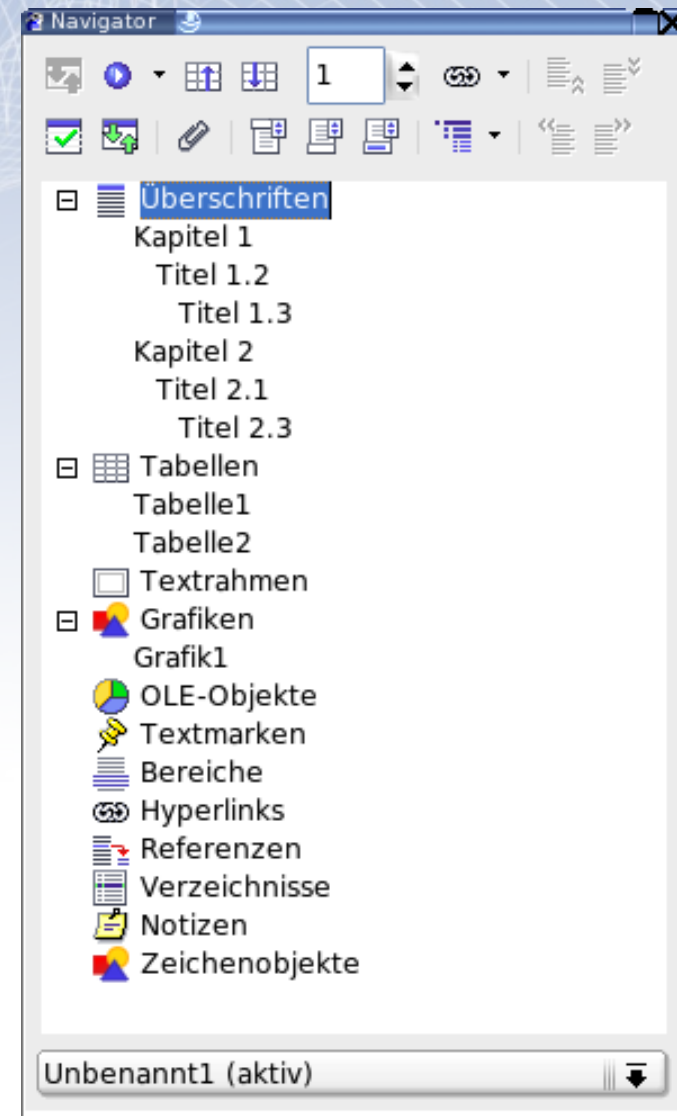 Navigator
1
Überschriften
Kapitel 1
Titel 1.2
Titel 1.3
Kapitel 2
Titel 2.1
Titel 2.3
Tabellen
Tabelle1
Tabelle2
Textrahmen
Grafiken
Grafik1
OLE-Objekte
Textmarken
Bereiche
Hyperlinks
Referenzen
Verzeichnisse
Notizen
Zeichenobjekte
Unbenannt1 (aktiv)